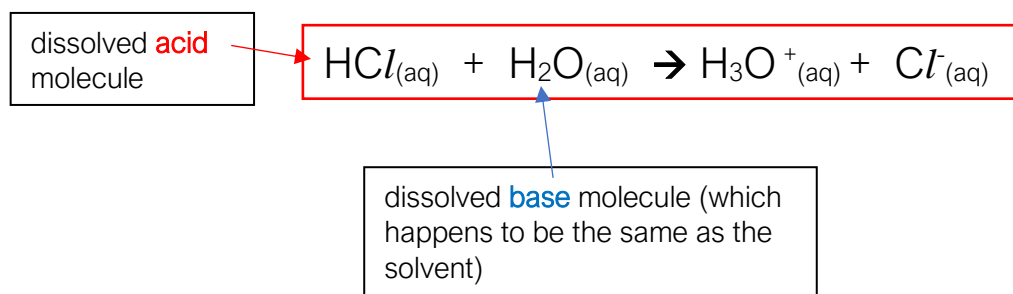 dissolved acid
molecule
HCl(aq) + H₂O(aq) → H₃O⁺(aq) + Cl⁻(aq)
dissolved base molecule (which
happens to be the same as the
solvent)